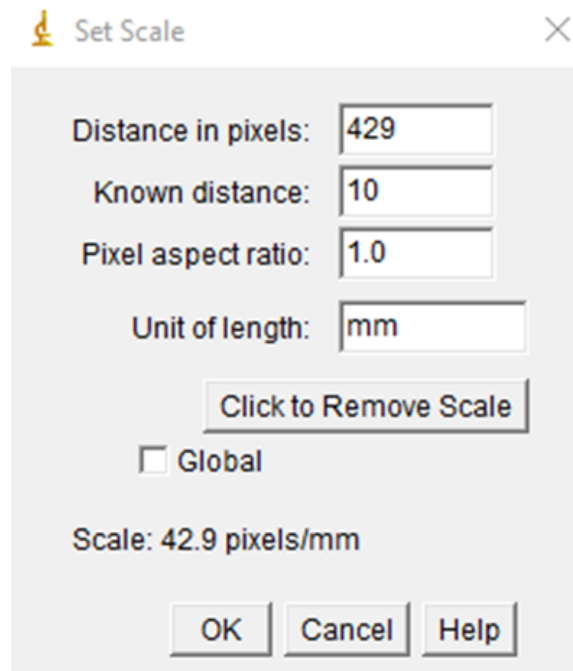 Set Scale
Distance in pixels: 429
Known distance: 10
Pixel aspect ratio: 1.0
Unit of length: mm
Click to Remove Scale
Global
Scale: 42.9 pixels/mm
OK Cancel Help